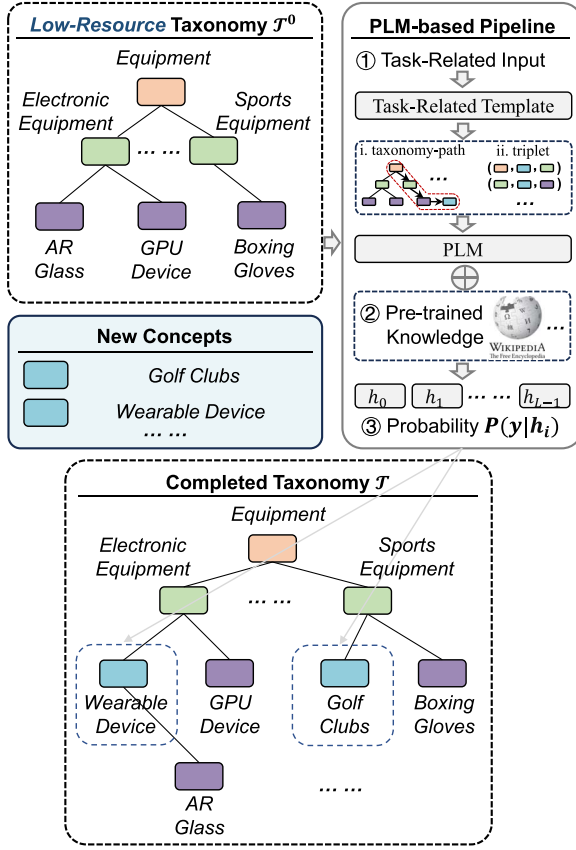 Low-Resource Taxonomy 𝒯⁰
Equipment
Electronic
Equipment
Sports
Equipment
... ...
AR
Glass
GPU
Device
Boxing
Gloves
New Concepts
Golf Clubs
Wearable Device
... ...
PLM-based Pipeline
① Task-Related Input
Task-Related Template
i. taxonomy-path
...
ii. triplet
( , , )
( , , )
...
PLM
② Pre-trained
Knowledge
WIKIPEDIA
The Free Encyclopedia
...
h₀ h₁ ... ... h_{L−1}
③ Probability P(y|h_i)
Completed Taxonomy 𝒯
Equipment
Electronic
Equipment
Sports
Equipment
... ...
Wearable
Device
GPU
Device
Golf
Clubs
Boxing
Gloves
AR
Glass
... ...